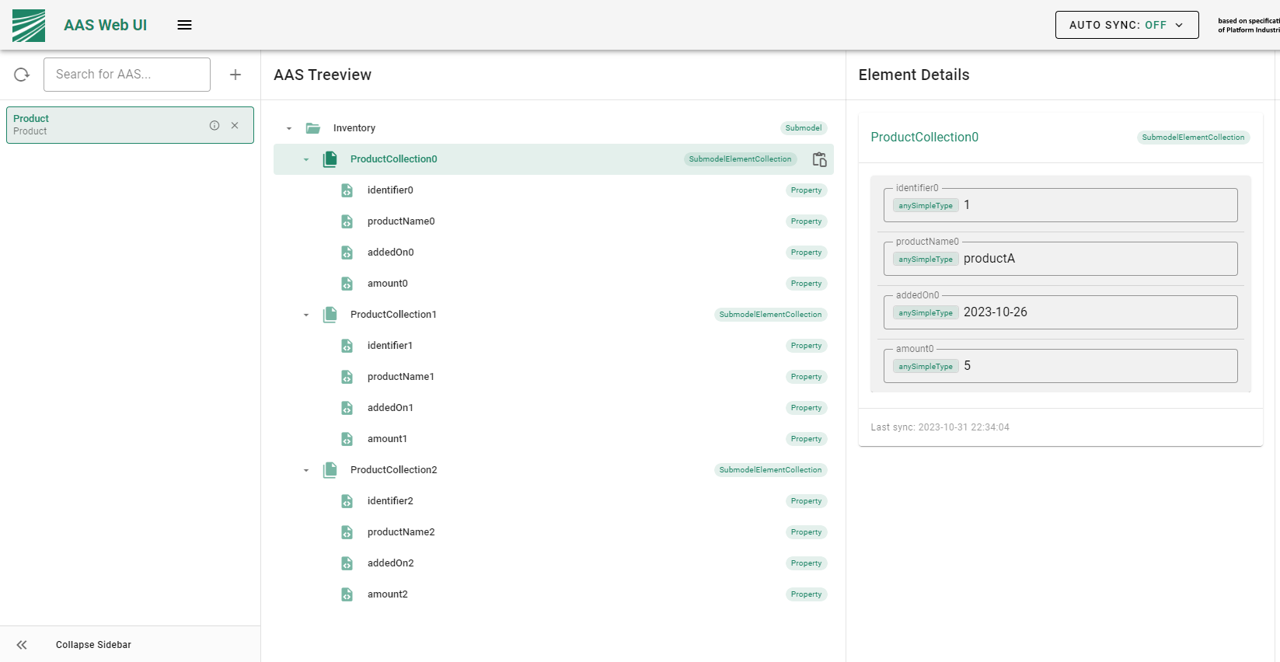 AAS Web UI
AUTO SYNC: OFF
based on
of Platform
Search for AAS...
Product
Product
Collapse Sidebar
AAS Treeview
Inventory Submodel
ProductCollection0 SubmodelElementCollection
identifier0 Property
productName0 Property
addedOn0 Property
amount0 Property
ProductCollection1 SubmodelElementCollection
identifier1 Property
productName1 Property
addedOn1 Property
amount1 Property
ProductCollection2 SubmodelElementCollection
identifier2 Property
productName2 Property
addedOn2 Property
amount2 Property
Element Details
ProductCollection0 SubmodelElementCollection
identifier0
anySimpleType 1
productName0
anySimpleType productA
addedOn0
anySimpleType 2023-10-26
amount0
anySimpleType 5
Last sync: 2023-10-31 22:34:04